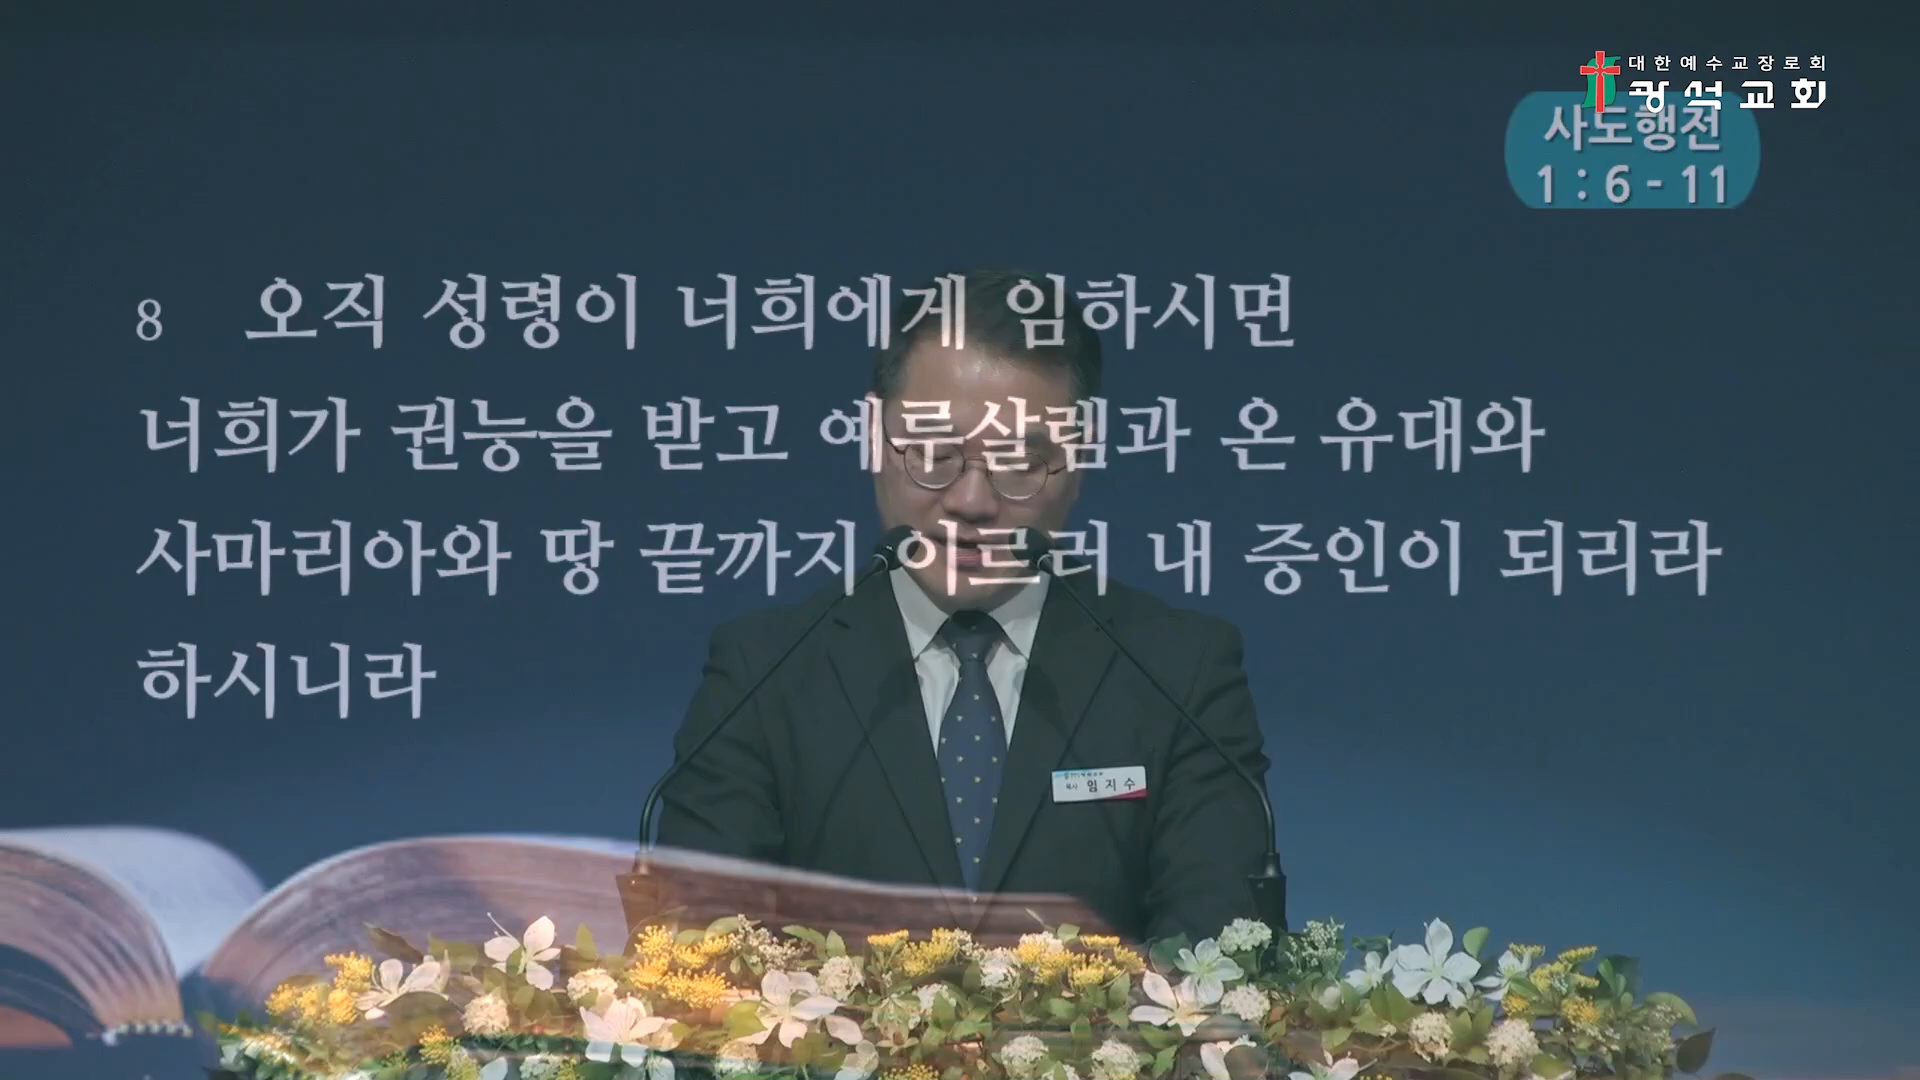 대한예수교장로회
광석교회
사도행전
1 : 6 - 11
8 오직 성령이 너희에게 임하시면
너희가 권능을 받고 예루살렘과 온 유대와
사마리아와 땅 끝까지 이르러 내 증인이 되리라
하시니라
목사 임지수